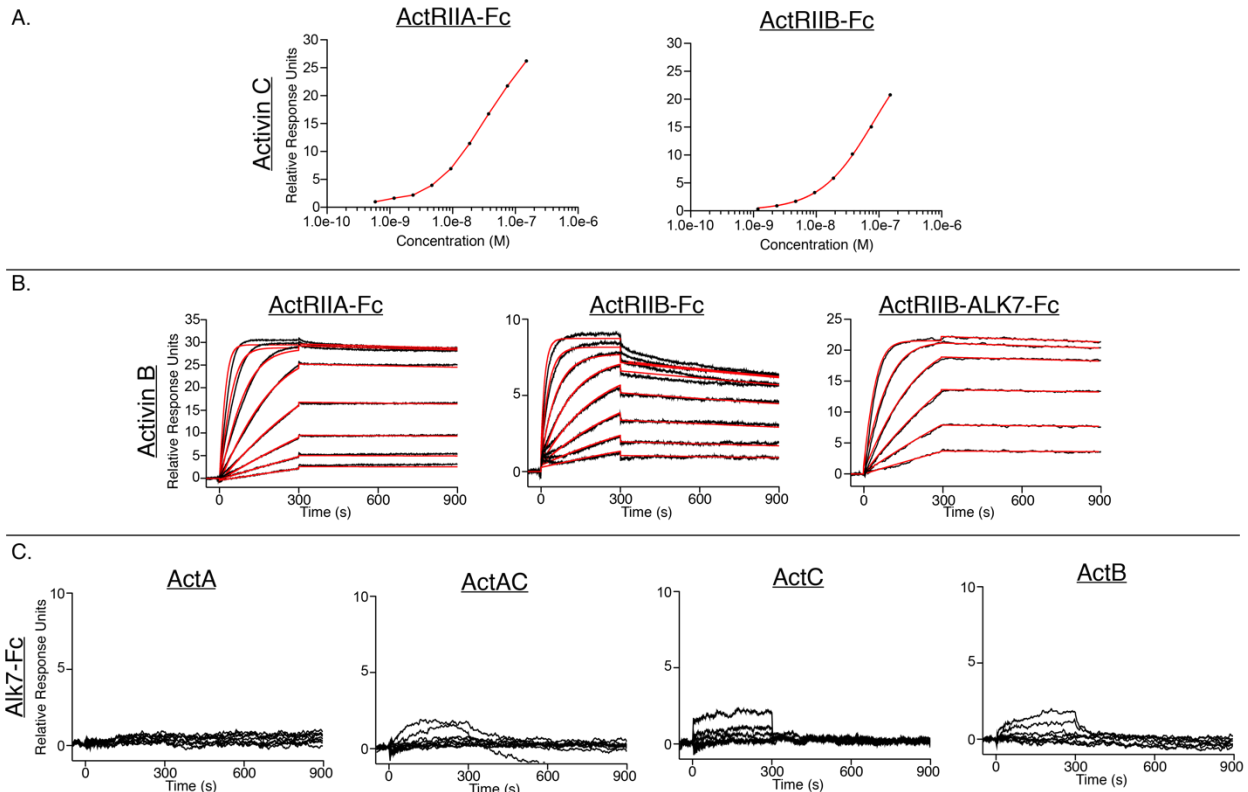 A.
ActRIIA-Fc
ActRIIB-Fc
Activin C
Relative Response Units
30
25
20
15
10
5
0
1.0e-10 1.0e-9 1.0e-8 1.0e-7 1.0e-6
Concentration (M)
30
25
20
15
10
5
0
1.0e-10 1.0e-9 1.0e-8 1.0e-7 1.0e-6
Concentration (M)
B.
ActRIIA-Fc
ActRIIB-Fc
ActRIIB-ALK7-Fc
Activin B
Relative Response Units
35
30
25
20
15
10
5
0
0 300 600 900
Time (s)
10
5
0
0 300 600 900
Time (s)
25
20
15
10
5
0
0 300 600 900
Time (s)
C.
ActA
ActAC
ActC
ActB
Alk7-Fc
Relative Response Units
10
5
0
0 300 600 900
Time (s)
10
5
0
0 300 600 900
Time (s)
10
5
0
0 300 600 900
Time (s)
10
5
0
0 300 600 900
Time (s)